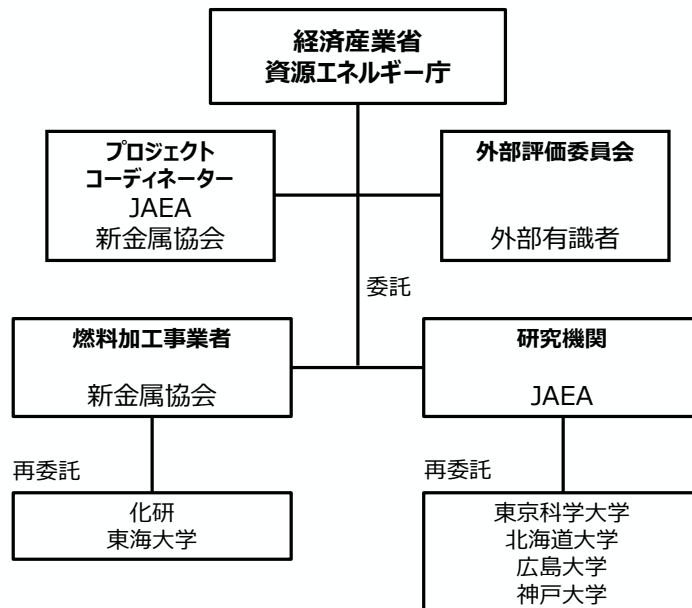 経済産業省
資源エネルギー庁
プロジェクト
コーディネーター
JAEA
新金属協会
外部評価委員会
外部有識者
委託
燃料加工事業者
新金属協会
研究機関
JAEA
再委託
化研
東海大学
再委託
東京科学大学
北海道大学
広島大学
神戸大学